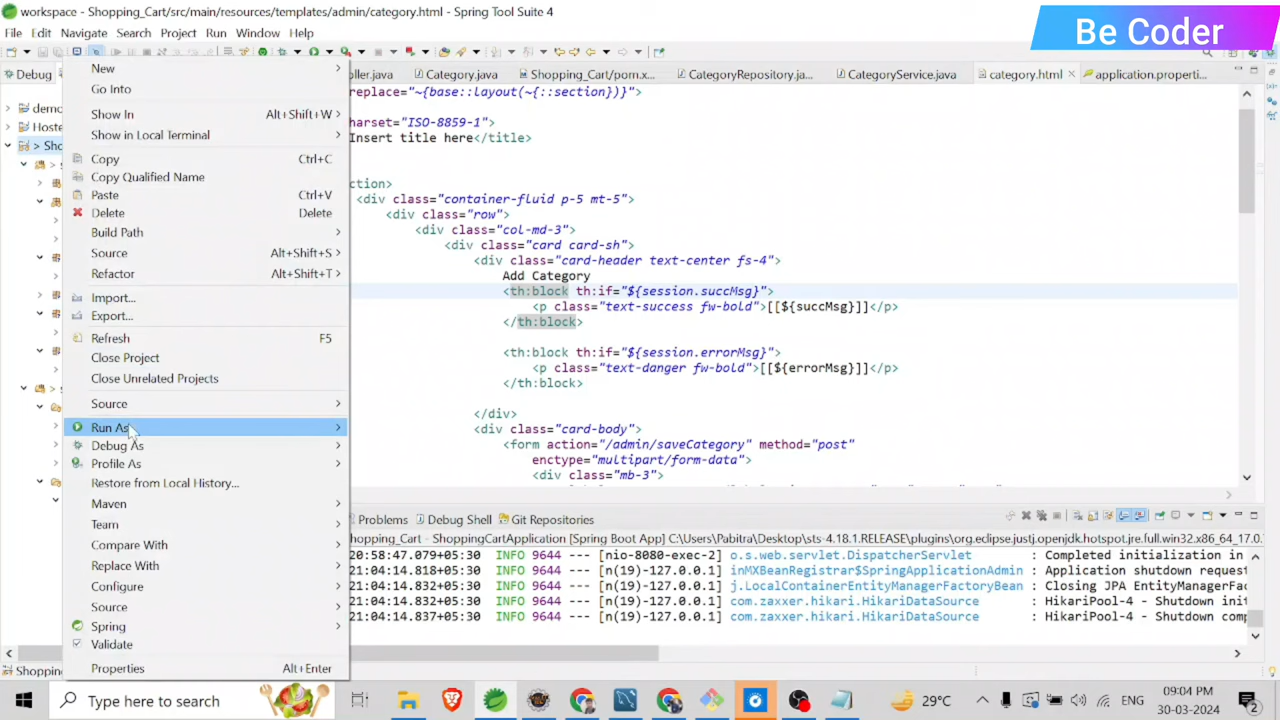 workspace - Shopping_Cart/src/main/resources/templates/admin/category.html - Spring Tool Suite 4
Be Coder
File Edit Navigate Search Project Run Window Help
Debug
oller.java
Category.java
Shopping_Cart/pom.x...
CategoryRepository.ja...
CategoryService.java
category.html
application.properti...
demo
Hoste
Sho
New
Go Into
Show In Alt+Shift+W
Show in Local Terminal
Copy Ctrl+C
Copy Qualified Name
Paste Ctrl+V
Delete Delete
Build Path
Source Alt+Shift+S
Refactor Alt+Shift+T
Import...
Export...
Refresh F5
Close Project
Close Unrelated Projects
Source
Run As
Debug As
Profile As
Restore from Local History...
Maven
Team
Compare With
Replace With
Configure
Source
Spring
Validate
Properties Alt+Enter
replace="~{base::layout(~{::section})}">
charset="ISO-8859-1">
Insert title here</title>
ction>
<div class="container-fluid p-5 mt-5">
<div class="row">
<div class="col-md-3">
<div class="card card-sh">
<div class="card-header text-center fs-4">
Add Category
<th:block th:if="${session.succMsg}">
<p class="text-success fw-bold">[[${succMsg}]]</p>
</th:block>
<th:block th:if="${session.errorMsg}">
<p class="text-danger fw-bold">[[${errorMsg}]]</p>
</th:block>
</div>
<div class="card-body">
<form action="/admin/saveCategory" method="post"
enctype="multipart/form-data">
<div class="mb-3">
Problems Debug Shell Git Repositories
Shopping_Cart - ShoppingCartApplication [Spring Boot App] C:\Users\Pabitra\Desktop\sts-4.18.1.RELEASE\plugins\org.eclipse.justj.openjdk.hotspot.jre.full.win32.x86_64_17.0.
20:58:47.079+05:30 INFO 9644 --- [nio-8080-exec-2] o.s.web.servlet.DispatcherServlet : Completed initialization in
21:04:14.818+05:30 INFO 9644 --- [n(19)-127.0.0.1] inMXBeanRegistrar$SpringApplicationAdmin : Application shutdown request
21:04:14.832+05:30 INFO 9644 --- [n(19)-127.0.0.1] j.LocalContainerEntityManagerFactoryBean : Closing JPA EntityManagerFac
21:04:14.832+05:30 INFO 9644 --- [n(19)-127.0.0.1] com.zaxxer.hikari.HikariDataSource : HikariPool-4 - Shutdown init
21:04:14.837+05:30 INFO 9644 --- [n(19)-127.0.0.1] com.zaxxer.hikari.HikariDataSource : HikariPool-4 - Shutdown comp
Shopping
Type here to search
29°C
ENG
09:04 PM
30-03-2024
2